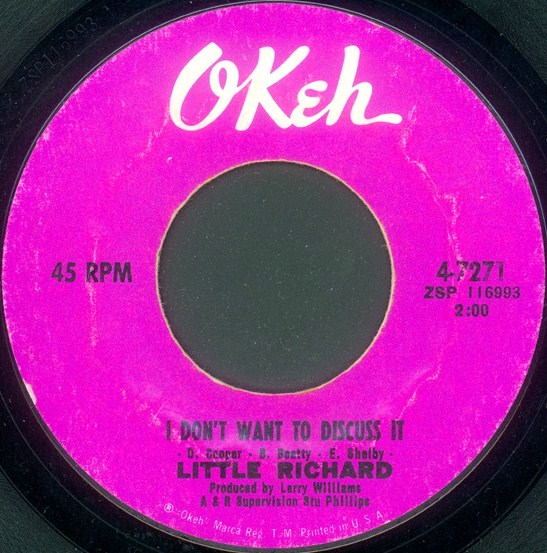 OKeh
45 RPM
4-7271
ZSP 116993
2:00
I DON'T WANT TO DISCUSS IT
- D. Cooper - B. Beatty - E. Shelby -
LITTLE RICHARD
Produced by Larry Williams
A & R Supervision Stu Phillips
℗ "Okeh" Marca Reg. T.M. Printed in U.S.A.
ZSP116993